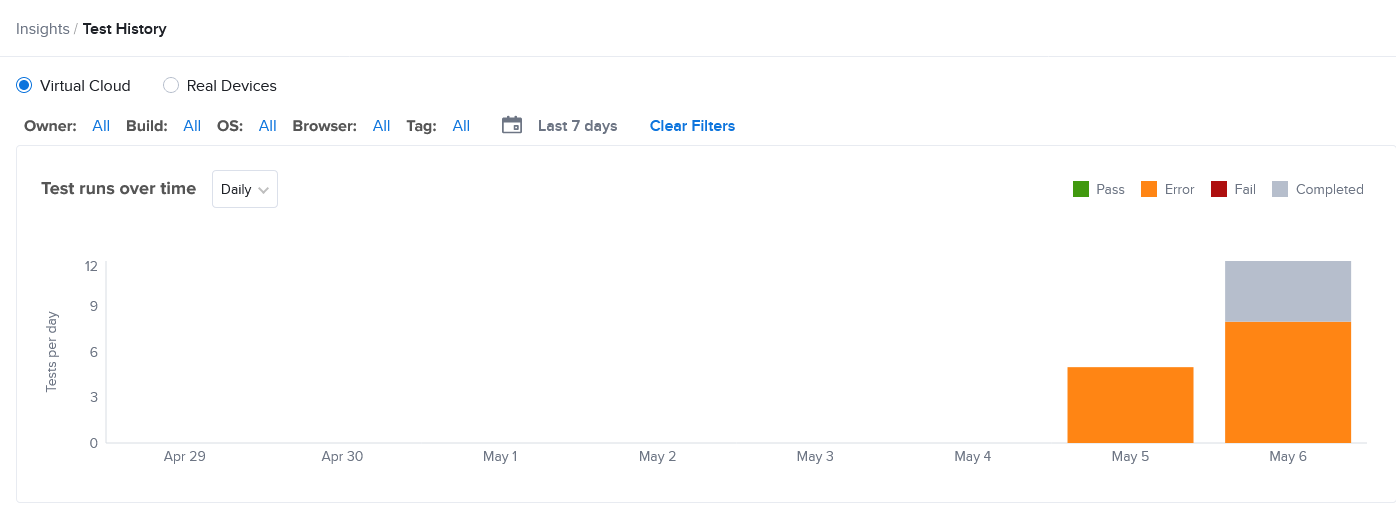 Insights / Test History
Virtual Cloud Real Devices
Owner: All Build: All OS: All Browser: All Tag: All Last 7 days Clear Filters
Test runs over time Daily Pass Error Fail Completed
12
9
6
3
0
Tests per day
Apr 29 Apr 30 May 1 May 2 May 3 May 4 May 5 May 6